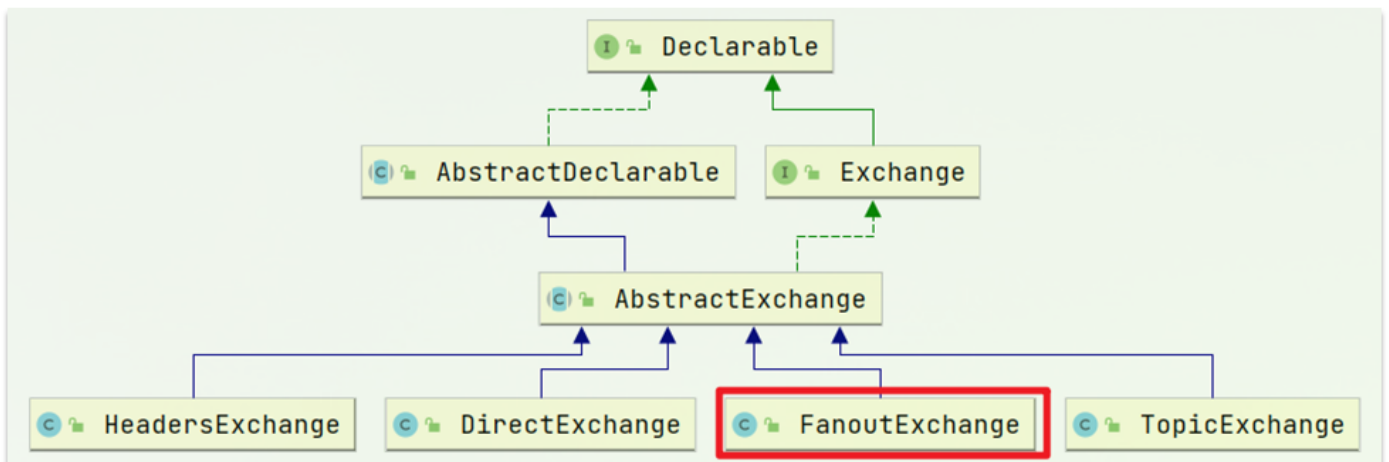 I Declarable
C AbstractDeclarable
I Exchange
C AbstractExchange
C HeadersExchange
C DirectExchange
C FanoutExchange
C TopicExchange